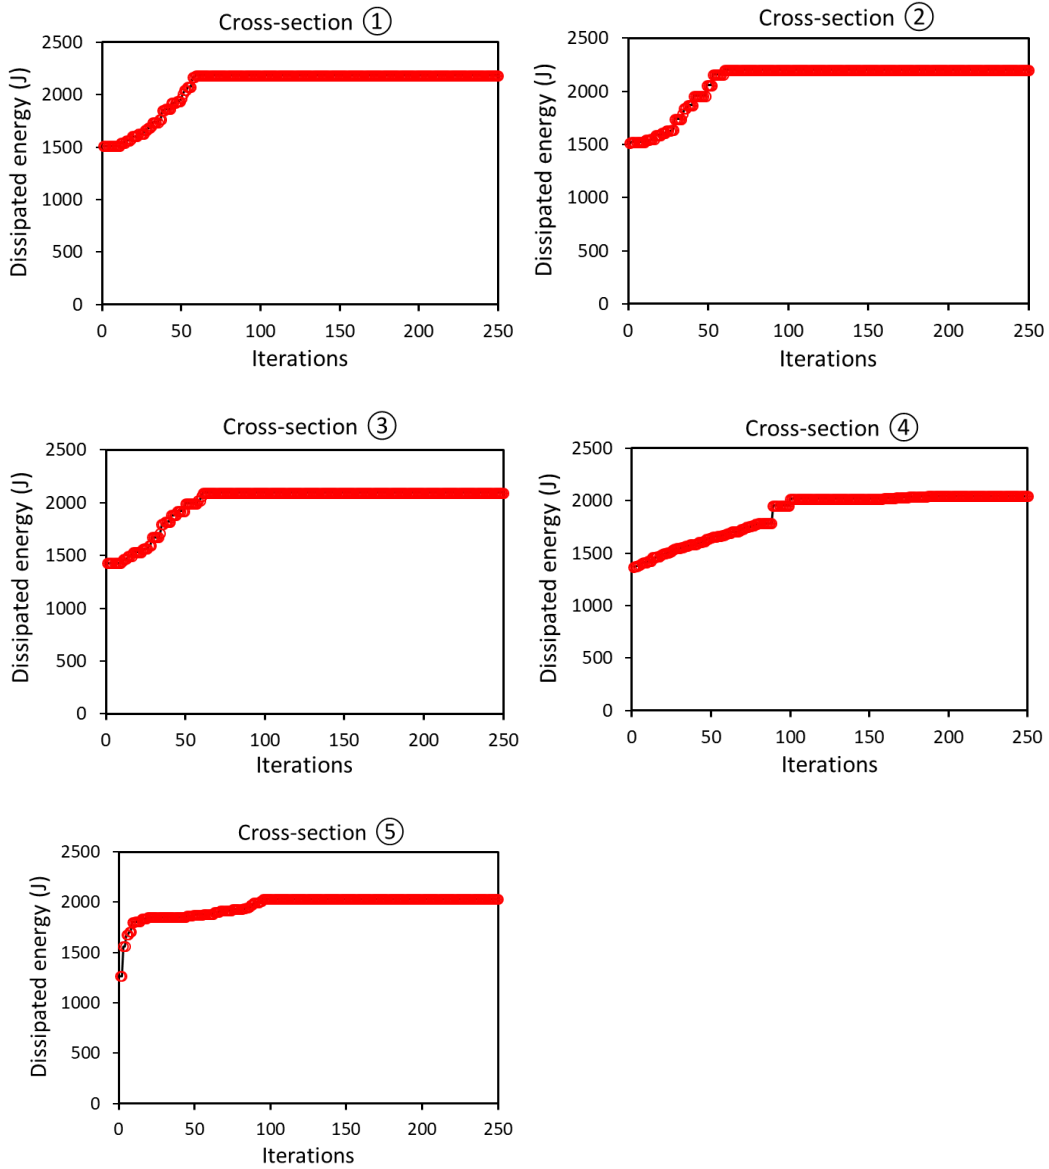 Cross-section ①
Dissipated energy (J)
2500
2000
1500
1000
500
0
0 50 100 150 200 250
Iterations
Cross-section ②
Dissipated energy (J)
2500
2000
1500
1000
500
0
0 50 100 150 200 250
Iterations
Cross-section ③
Dissipated energy (J)
2500
2000
1500
1000
500
0
0 50 100 150 200 250
Iterations
Cross-section ④
Dissipated energy (J)
2500
2000
1500
1000
500
0
0 50 100 150 200 250
Iterations
Cross-section ⑤
Dissipated energy (J)
2500
2000
1500
1000
500
0
0 50 100 150 200 250
Iterations